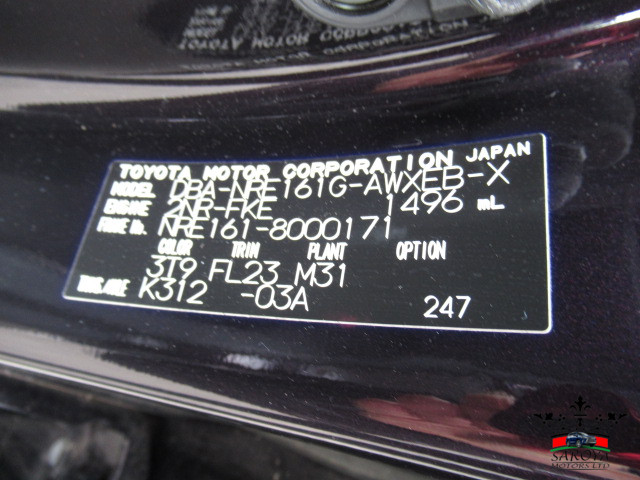 TOYOTA MOTOR CORPORATION JAPAN
MODEL DBA-NRE161G-AWXEB-X
ENGINE 2NR-FKE 1496 mL
FRAME No. NRE161-8000171
COLOR TRIM PLANT OPTION
3T9 FL23 M31
TRANS/AXLE K312 -03A
247
SAKOYA
MOTORS LTD